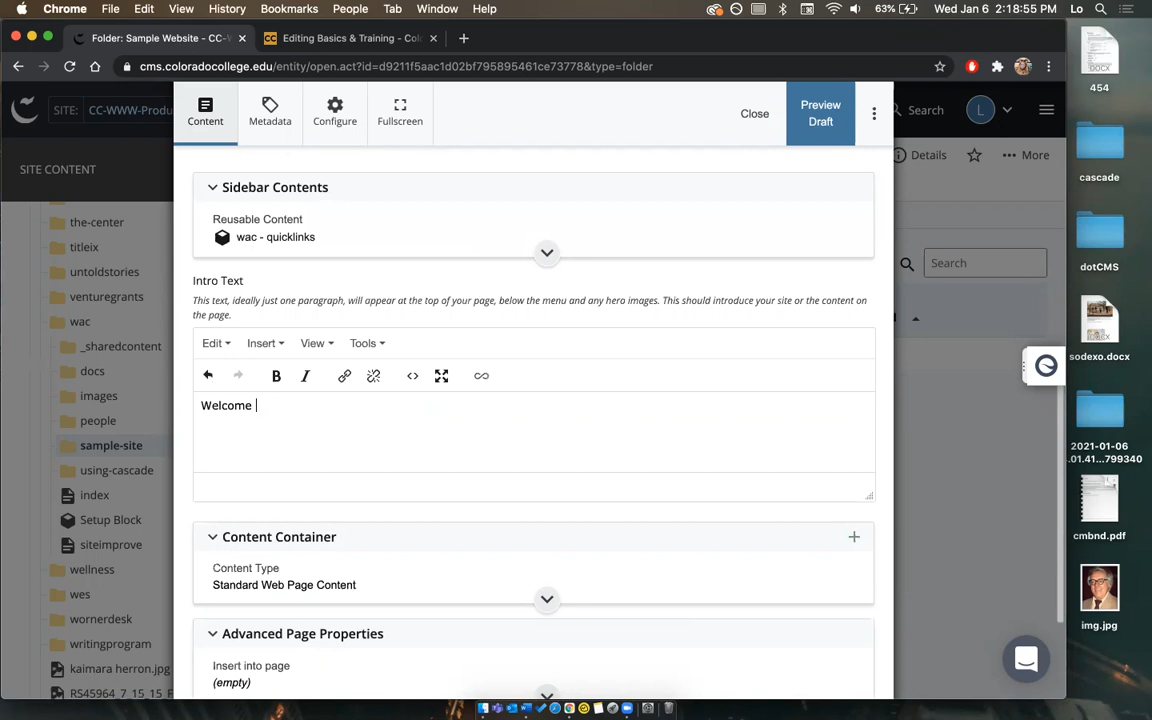 Chrome File Edit View History Bookmarks People Tab Window Help 63% Wed Jan 6 2:18:55 PM Lo
Folder: Sample Website - CC-W
Editing Basics & Training - Col
cms.coloradocollege.edu/entity/open.act?id=d9211f5aac1d02bf795895461ce73778&type=folder
SITE: CC-WWW-Produ
Search
L
Content
Metadata
Configure
Fullscreen
Close
Preview
Draft
SITE CONTENT
Details
More
the-center
titleix
untoldstories
venturegrants
wac
_sharedcontent
docs
images
people
sample-site
using-cascade
index
Setup Block
siteimprove
wellness
wes
wornerdesk
writingprogram
kaimara herron.jpg
RS45964_7_15_15_F
Sidebar Contents
Reusable Content
wac - quicklinks
Intro Text
This text, ideally just one paragraph, will appear at the top of your page, below the menu and any hero images. This should introduce your site or the content on
the page.
Edit Insert View Tools
B I
Welcome
Content Container
Content Type
Standard Web Page Content
Advanced Page Properties
Insert into page
(empty)
Search
DOCX
454
cascade
dotCMS
DOCX
sodexo.docx
2021-01-06
.01.41...799340
cmbnd.pdf
img.jpg